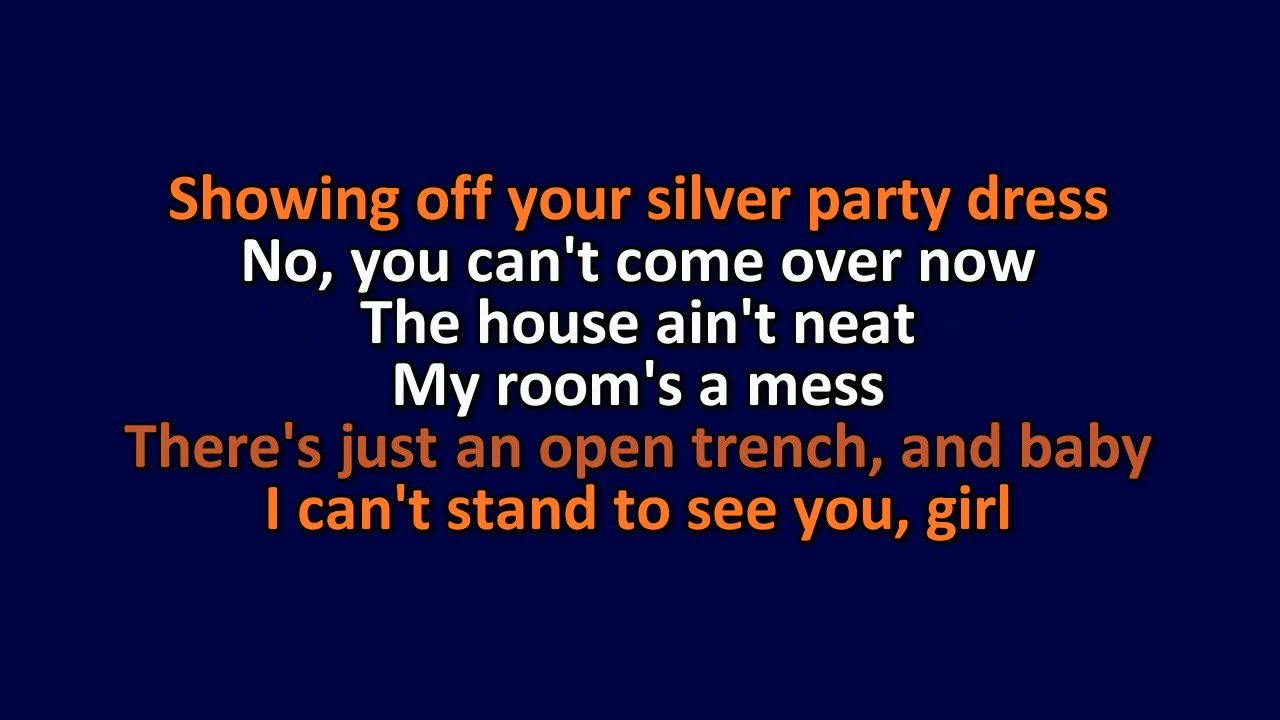 Showing off your silver party dress
No, you can't come over now
The house ain't neat
My room's a mess
There's just an open trench, and baby
I can't stand to see you, girl